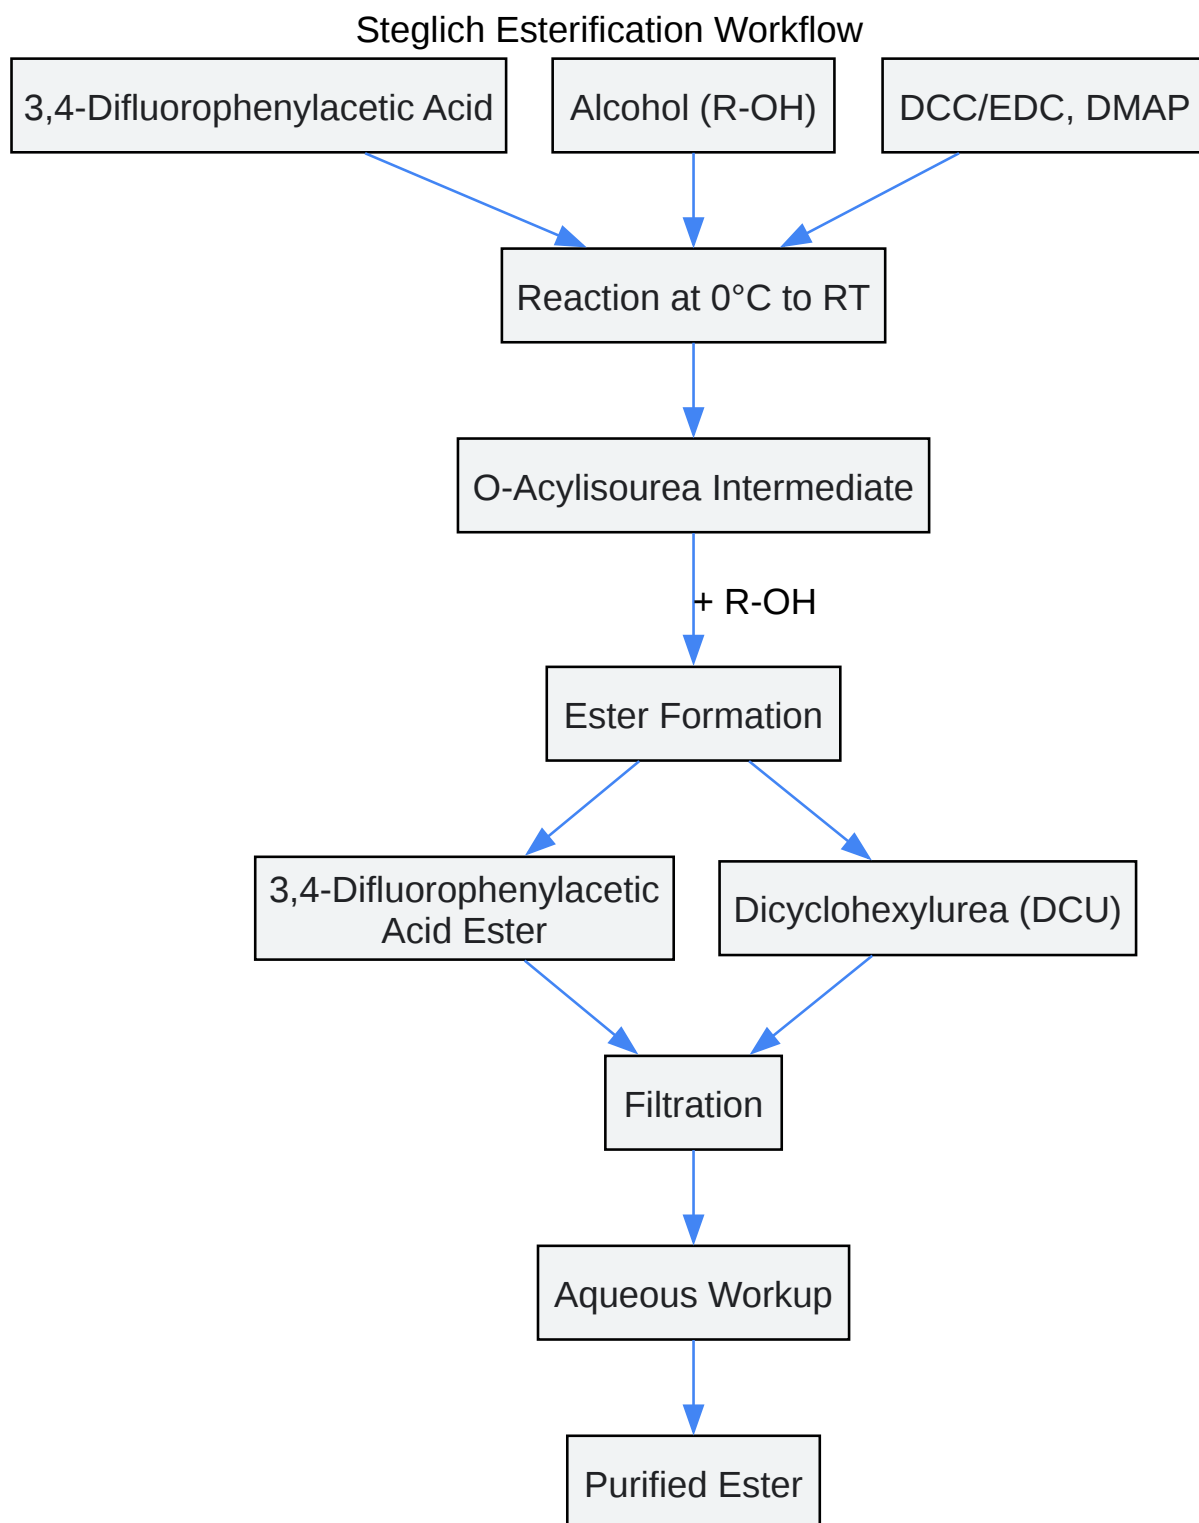 Steglich Esterification Workflow
3,4-Difluorophenylacetic Acid
Alcohol (R-OH)
DCC/EDC, DMAP
Reaction at 0°C to RT
O-Acylisourea Intermediate
+ R-OH
Ester Formation
3,4-Difluorophenylacetic
Acid Ester
Dicyclohexylurea (DCU)
Filtration
Aqueous Workup
Purified Ester